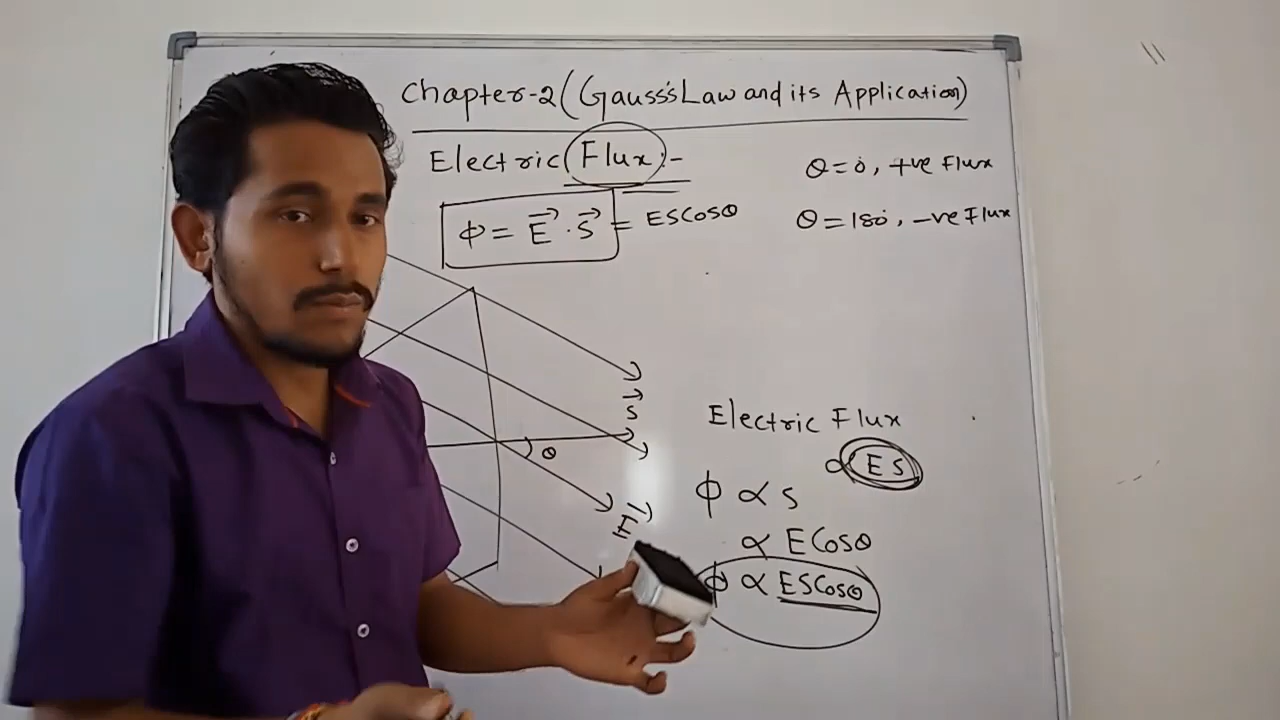 Chapter-2 (Gauss's Law and its Application)
Electric Flux -
ϕ = E⃗ . S⃗ = ESCosθ
θ = 0°, +ve Flux
θ = 180°, -ve Flux
S⃗
θ
E⃗
Electric Flux
∝ ES
ϕ ∝ S
∝ ECosθ
ϕ ∝ ESCosθ